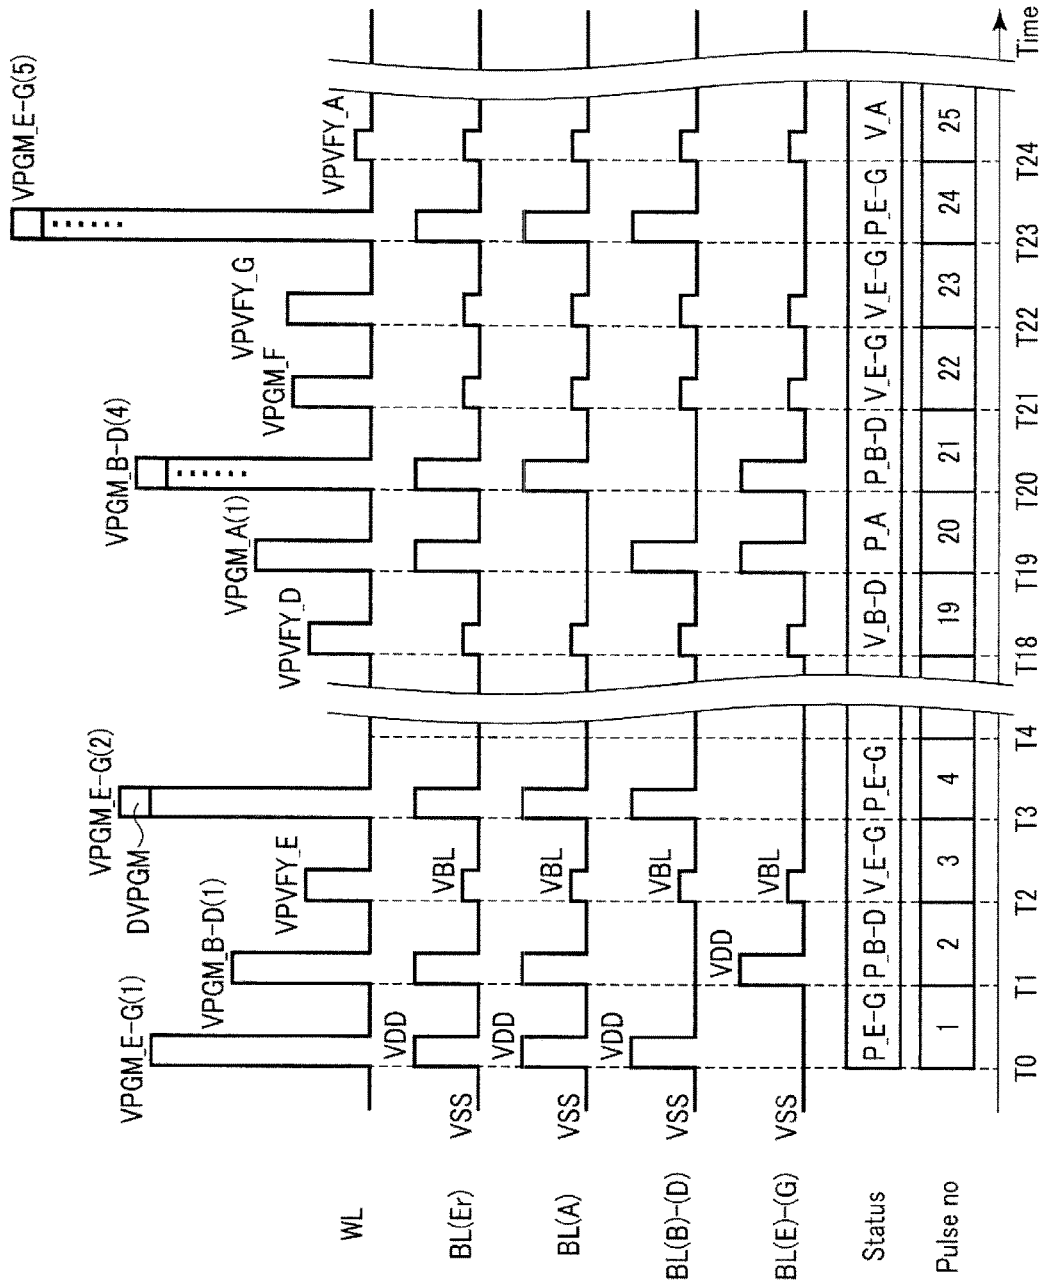 VPGM_E-G(1)
VPGM_B-D(1)
VPVFY_E
DVPGM
VPGM_E-G(2)
VPVFY_D
VPGM_A(1)
VPGM_B-D(4)
VPGM_F
VPVFY_G
VPGM_E-G(5)
VPVFY_A
WL
BL(Er) VSS VDD VBL
BL(A) VSS VDD VBL
BL(B)-(D) VSS VDD VBL
BL(E)-(G) VSS VDD VBL
Status P_E-G P_B-D V_E-G P_E-G V_B-D P_A P_B-D V_E-G V_E-G P_E-G V_A
Pulse no 1 2 3 4 19 20 21 22 23 24 25
T0 T1 T2 T3 T4 T18 T19 T20 T21 T22 T23 T24 Time